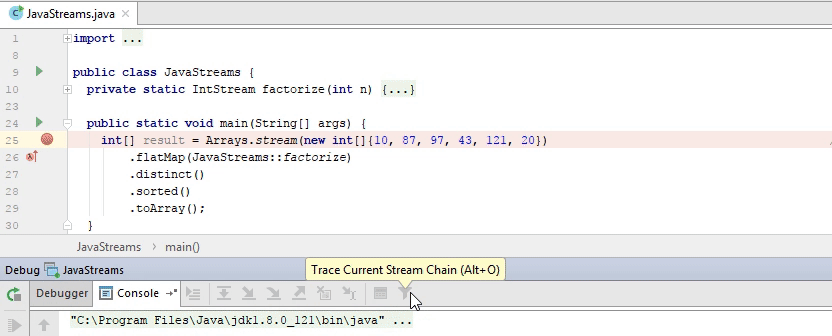 JavaStreams.java
1 import ...
8
9 public class JavaStreams {
10 private static IntStream factorize(int n) {...}
23
24 public static void main(String[] args) {
25 int[] result = Arrays.stream(new int[]{10, 87, 97, 43, 121, 20})
26 .flatMap(JavaStreams::factorize)
27 .distinct()
28 .sorted()
29 .toArray();
30 }
JavaStreams > main()
Trace Current Stream Chain (Alt+O)
Debug JavaStreams
Debugger Console
"C:\Program Files\Java\jdk1.8.0_121\bin\java" ...